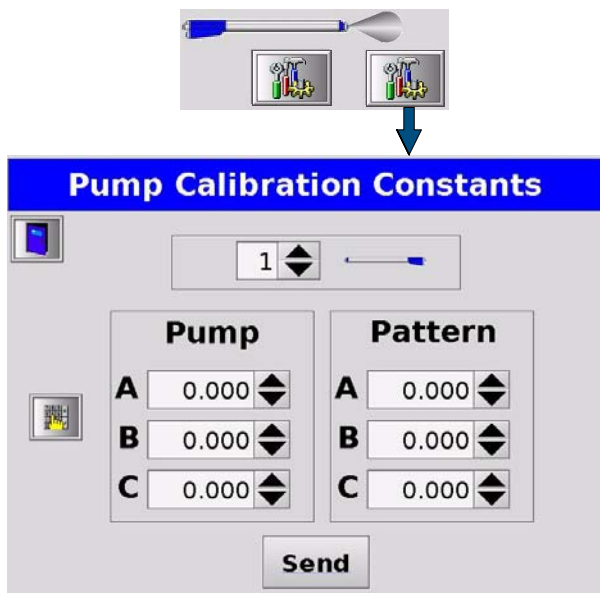 Pump Calibration Constants
1
Pump Pattern
A 0.000 A 0.000
B 0.000 B 0.000
C 0.000 C 0.000
Send